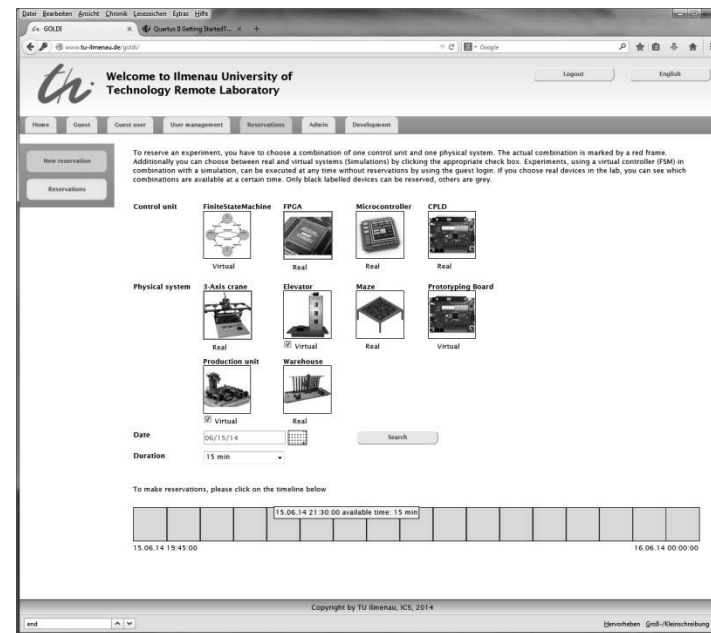 Datei Bearbeiten Ansicht Chronik Lesezeichen Extras Hilfe
GOLDi × Quartus II Getting StartedT... × +
www.tu-ilmenau.de/goldi/ Google
th
Welcome to Ilmenau University of
Technology Remote Laboratory
Logout English
Home Guest Guest user User management Reservations Admin Development
New reservation
Reservations
To reserve an experiment, you have to choose a combination of one control unit and one physical system. The actual combination is marked by a red frame.
Additionally you can choose between real and virtual systems (Simulations) by clicking the appropriate check box. Experiments, using a virtual controller (FSM) in
combination with a simulation, can be executed at any time without reservations by using the guest login. If you choose real devices in the lab, you can see which
combinations are available at a certain time. Only black labelled devices can be reserved, others are grey.
Control unit FiniteStateMachine FPGA Microcontroller CPLD
Virtual Real Real Real
Physical system 3-Axis crane Elevator Maze Prototyping Board
Real Virtual Real Virtual
Production unit Warehouse
Virtual Real
Date 06/15/14 Search
Duration 15 min
To make reservations, please click on the timeline below
15.06.14 21:30:00 available time: 15 min
15.06.14 19:45:00 16.06.14 00:00:00
Copyright by TU Ilmenau, ICS, 2014
end Hervorheben Groß-/Kleinschreibung